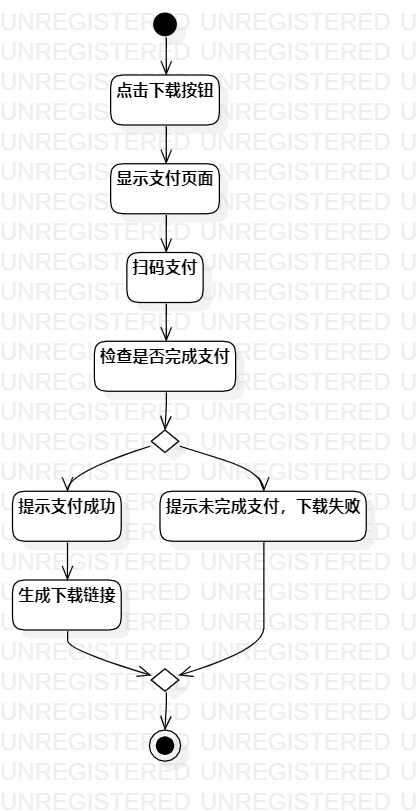 点击下载按钮
显示支付页面
扫码支付
检查是否完成支付
提示支付成功
提示未完成支付，下载失败
生成下载链接
UNREGISTERED